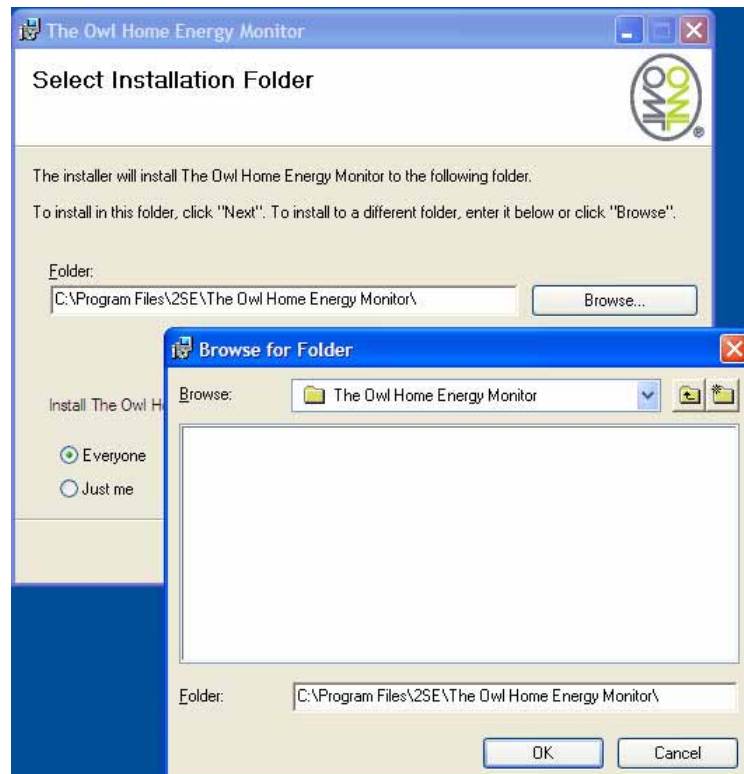 The Owl Home Energy Monitor
Select Installation Folder
OWL
OWL
®
The installer will install The Owl Home Energy Monitor to the following folder.
To install in this folder, click "Next". To install to a different folder, enter it below or click "Browse".
Folder:
C:\Program Files\2SE\The Owl Home Energy Monitor\ Browse...
Install The Owl H
Everyone
Just me
Browse for Folder
Browse: The Owl Home Energy Monitor
Folder: C:\Program Files\2SE\The Owl Home Energy Monitor\
OK Cancel